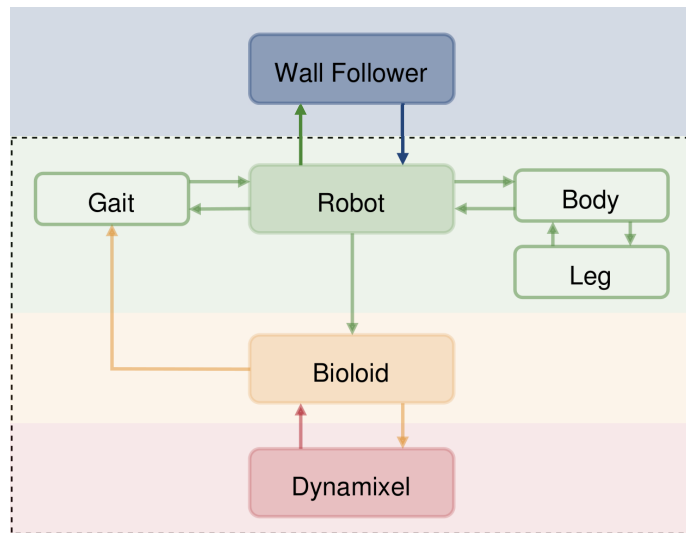 Wall Follower
Gait
Robot
Body
Leg
Bioloid
Dynamixel